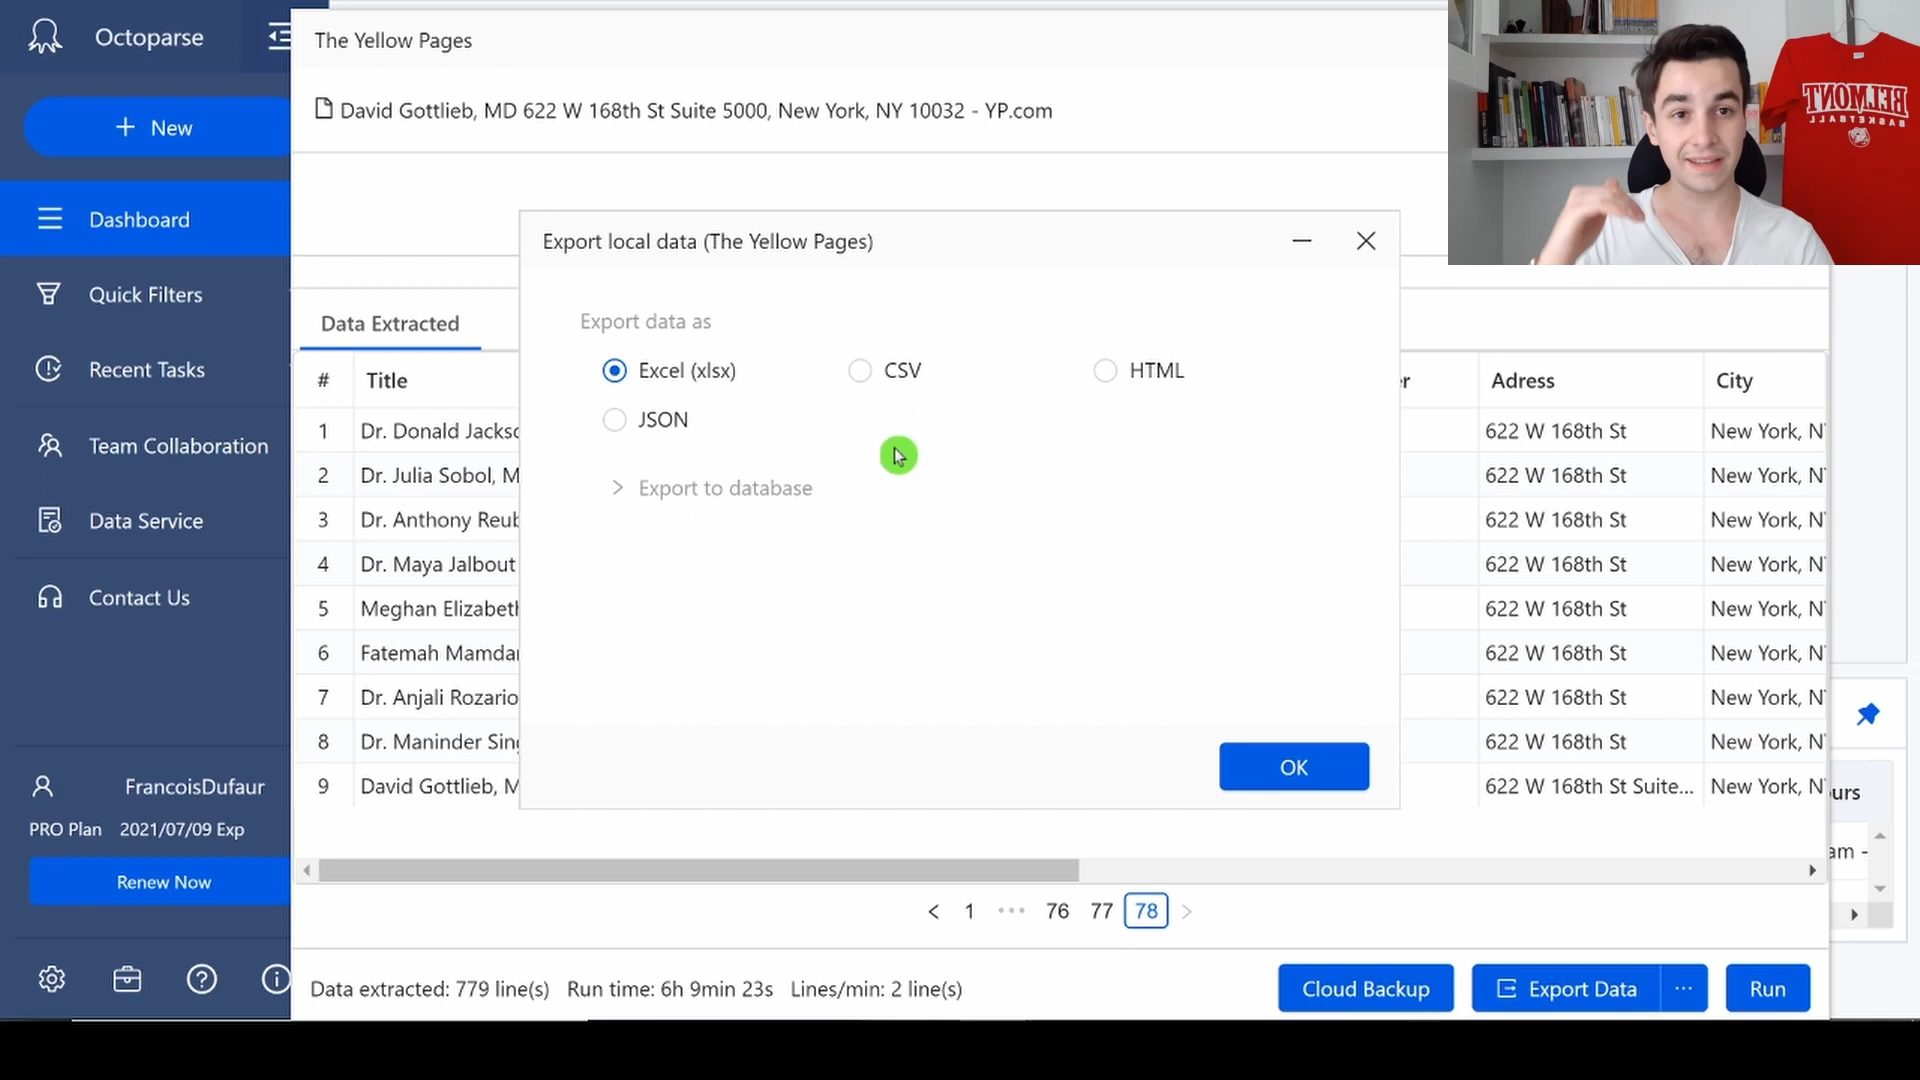 Octoparse
New
Dashboard
Quick Filters
Recent Tasks
Team Collaboration
Data Service
Contact Us
FrancoisDufaur
PRO Plan 2021/07/09 Exp
Renew Now
The Yellow Pages
David Gottlieb, MD 622 W 168th St Suite 5000, New York, NY 10032 - YP.com
Export local data (The Yellow Pages)
Export data as
Excel (xlsx) CSV HTML
JSON
Export to database
OK
Data Extracted
# Title Adress City
1 Dr. Donald Jackso 622 W 168th St New York, N
2 Dr. Julia Sobol, M 622 W 168th St New York, N
3 Dr. Anthony Reub 622 W 168th St New York, N
4 Dr. Maya Jalbout 622 W 168th St New York, N
5 Meghan Elizabeth 622 W 168th St New York, N
6 Fatemah Mamdar 622 W 168th St New York, N
7 Dr. Anjali Rozario 622 W 168th St New York, N
8 Dr. Maninder Sing 622 W 168th St New York, N
9 David Gottlieb, M 622 W 168th St Suite... New York, N
urs
am -
1 ••• 76 77 78
Data extracted: 779 line(s) Run time: 6h 9min 23s Lines/min: 2 line(s)
Cloud Backup Export Data ... Run
BELMONT
BASKETBALL